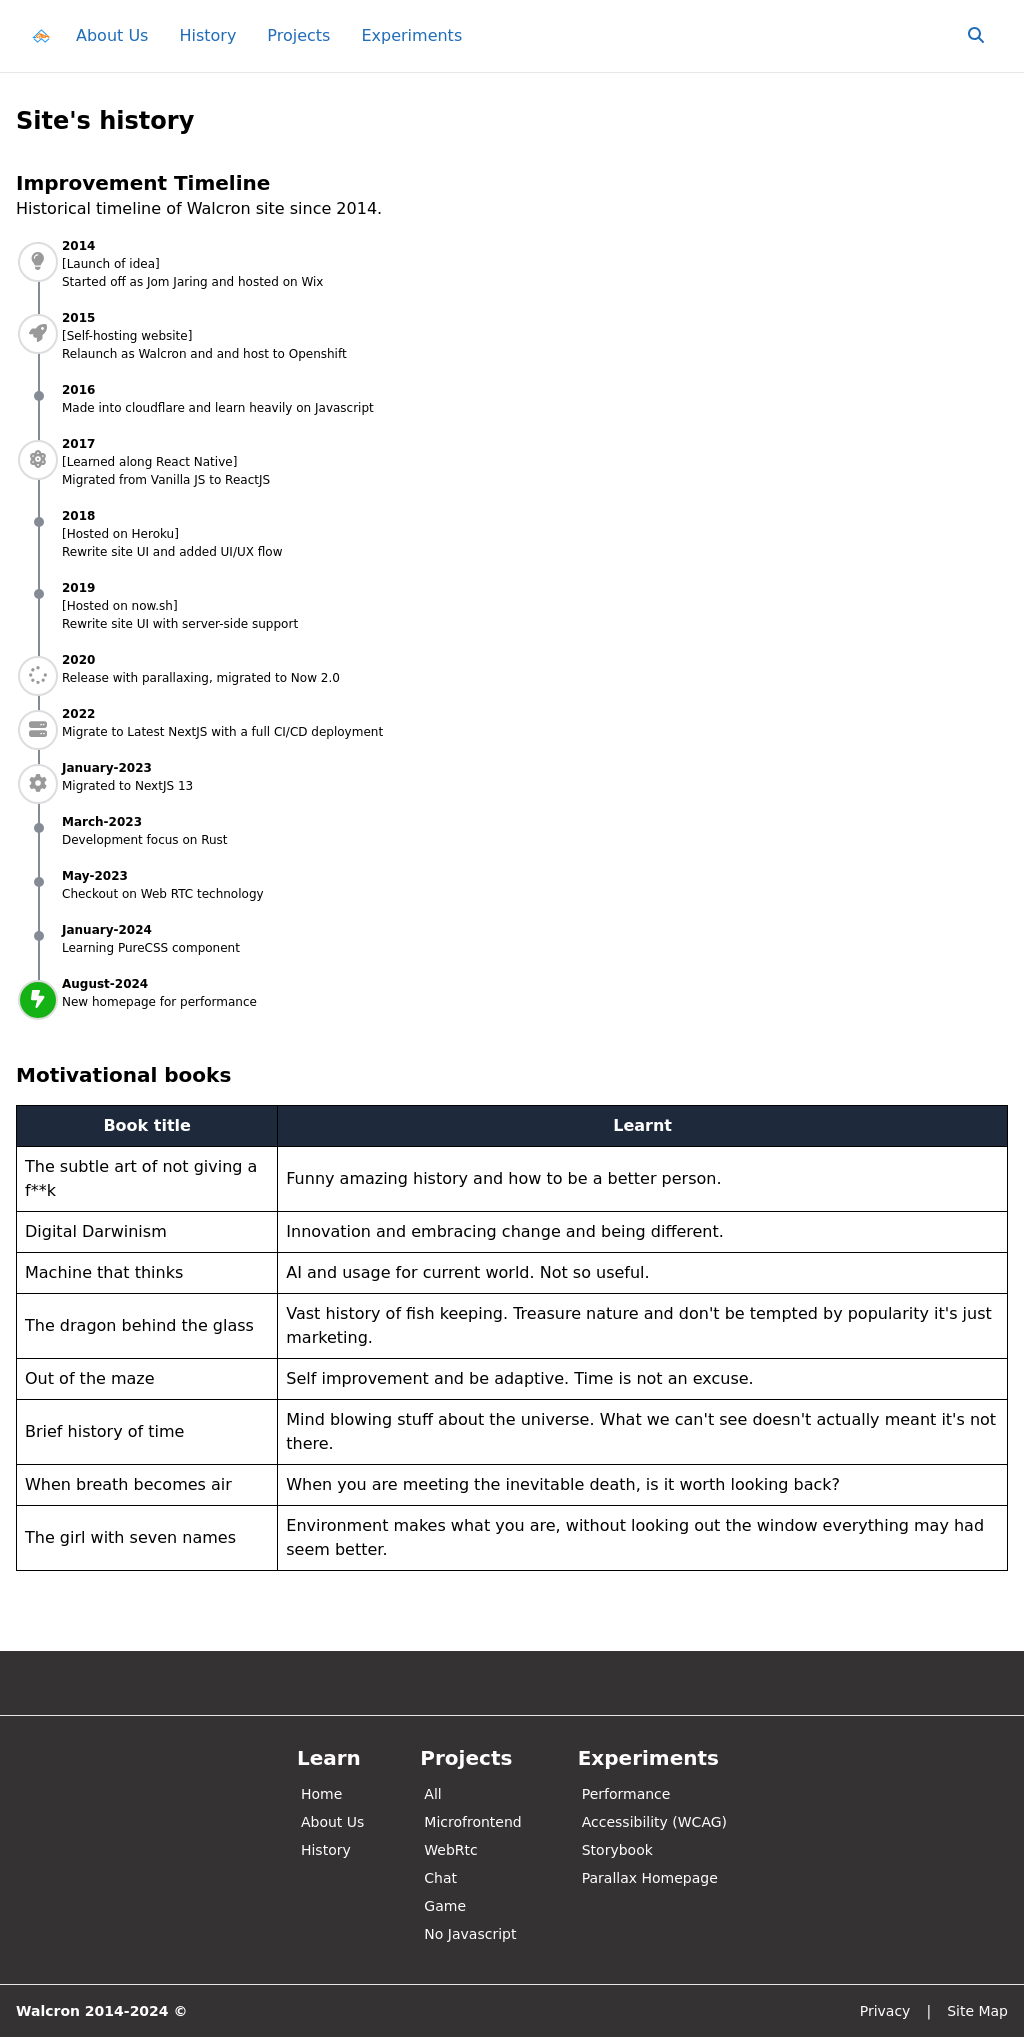 About Us History Projects Experiments
Site's history
Improvement Timeline
Historical timeline of Walcron site since 2014.
2014
[Launch of idea]
Started off as Jom Jaring and hosted on Wix
2015
[Self-hosting website]
Relaunch as Walcron and and host to Openshift
2016
Made into cloudflare and learn heavily on Javascript
2017
[Learned along React Native]
Migrated from Vanilla JS to ReactJS
2018
[Hosted on Heroku]
Rewrite site UI and added UI/UX flow
2019
[Hosted on now.sh]
Rewrite site UI with server-side support
2020
Release with parallaxing, migrated to Now 2.0
2022
Migrate to Latest NextJS with a full CI/CD deployment
January-2023
Migrated to NextJS 13
March-2023
Development focus on Rust
May-2023
Checkout on Web RTC technology
January-2024
Learning PureCSS component
August-2024
New homepage for performance
Motivational books
Book title Learnt
The subtle art of not giving a
f**k
Funny amazing history and how to be a better person.
Digital Darwinism Innovation and embracing change and being different.
Machine that thinks AI and usage for current world. Not so useful.
The dragon behind the glass
Vast history of fish keeping. Treasure nature and don't be tempted by popularity it's just
marketing.
Out of the maze Self improvement and be adaptive. Time is not an excuse.
Brief history of time
Mind blowing stuff about the universe. What we can't see doesn't actually meant it's not
there.
When breath becomes air When you are meeting the inevitable death, is it worth looking back?
The girl with seven names
Environment makes what you are, without looking out the window everything may had
seem better.
Learn
Home
About Us
History
Projects
All
Microfrontend
WebRtc
Chat
Game
No Javascript
Experiments
Performance
Accessibility (WCAG)
Storybook
Parallax Homepage
Walcron 2014-2024 © Privacy | Site Map